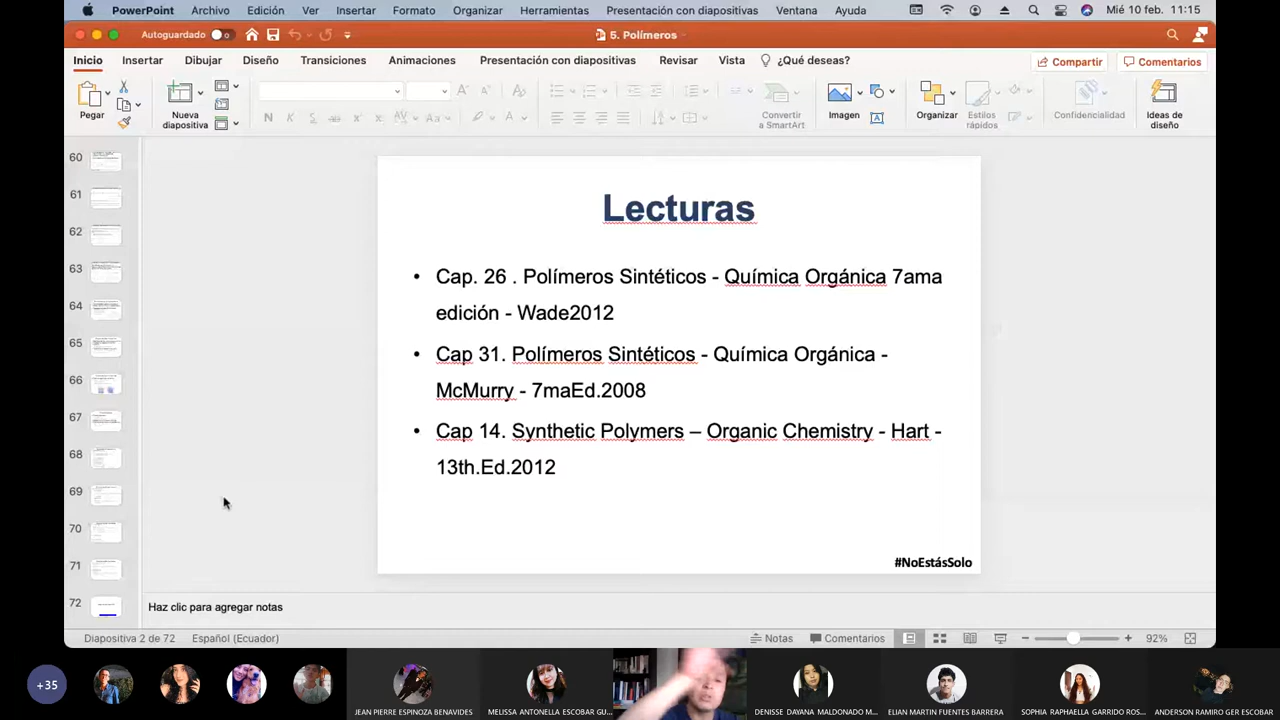 PowerPoint Archivo Edición Ver Insertar Formato Organizar Herramientas Presentación con diapositivas Ventana Ayuda Mié 10 feb. 11:15
Autoguardado 5. Polímeros
Inicio Insertar Dibujar Diseño Transiciones Animaciones Presentación con diapositivas Revisar Vista ¿Qué deseas? Compartir Comentarios
Pegar Nueva diapositiva Convertir a SmartArt Imagen Organizar Estilos rápidos Confidencialidad Ideas de diseño
60
61
62
63
64
65
66
67
68
69
70
71
72
Lecturas
• Cap. 26 . Polímeros Sintéticos - Química Orgánica 7ama
edición - Wade2012
• Cap 31. Polímeros Sintéticos - Química Orgánica -
McMurry - 7maEd.2008
• Cap 14. Synthetic Polymers – Organic Chemistry - Hart -
13th.Ed.2012
#NoEstásSolo
Haz clic para agregar notas
Diapositiva 2 de 72 Español (Ecuador) Notas Comentarios 92%
+35
JEAN PIERRE ESPINOZA BENAVIDES MELISSA ANTONELLA ESCOBAR GU... DENISSE DAYANA MALDONADO M... ELIAN MARTIN FUENTES BARRERA SOPHIA RAPHAELLA GARRIDO ROS... ANDERSON RAMIRO GER ESCOBAR